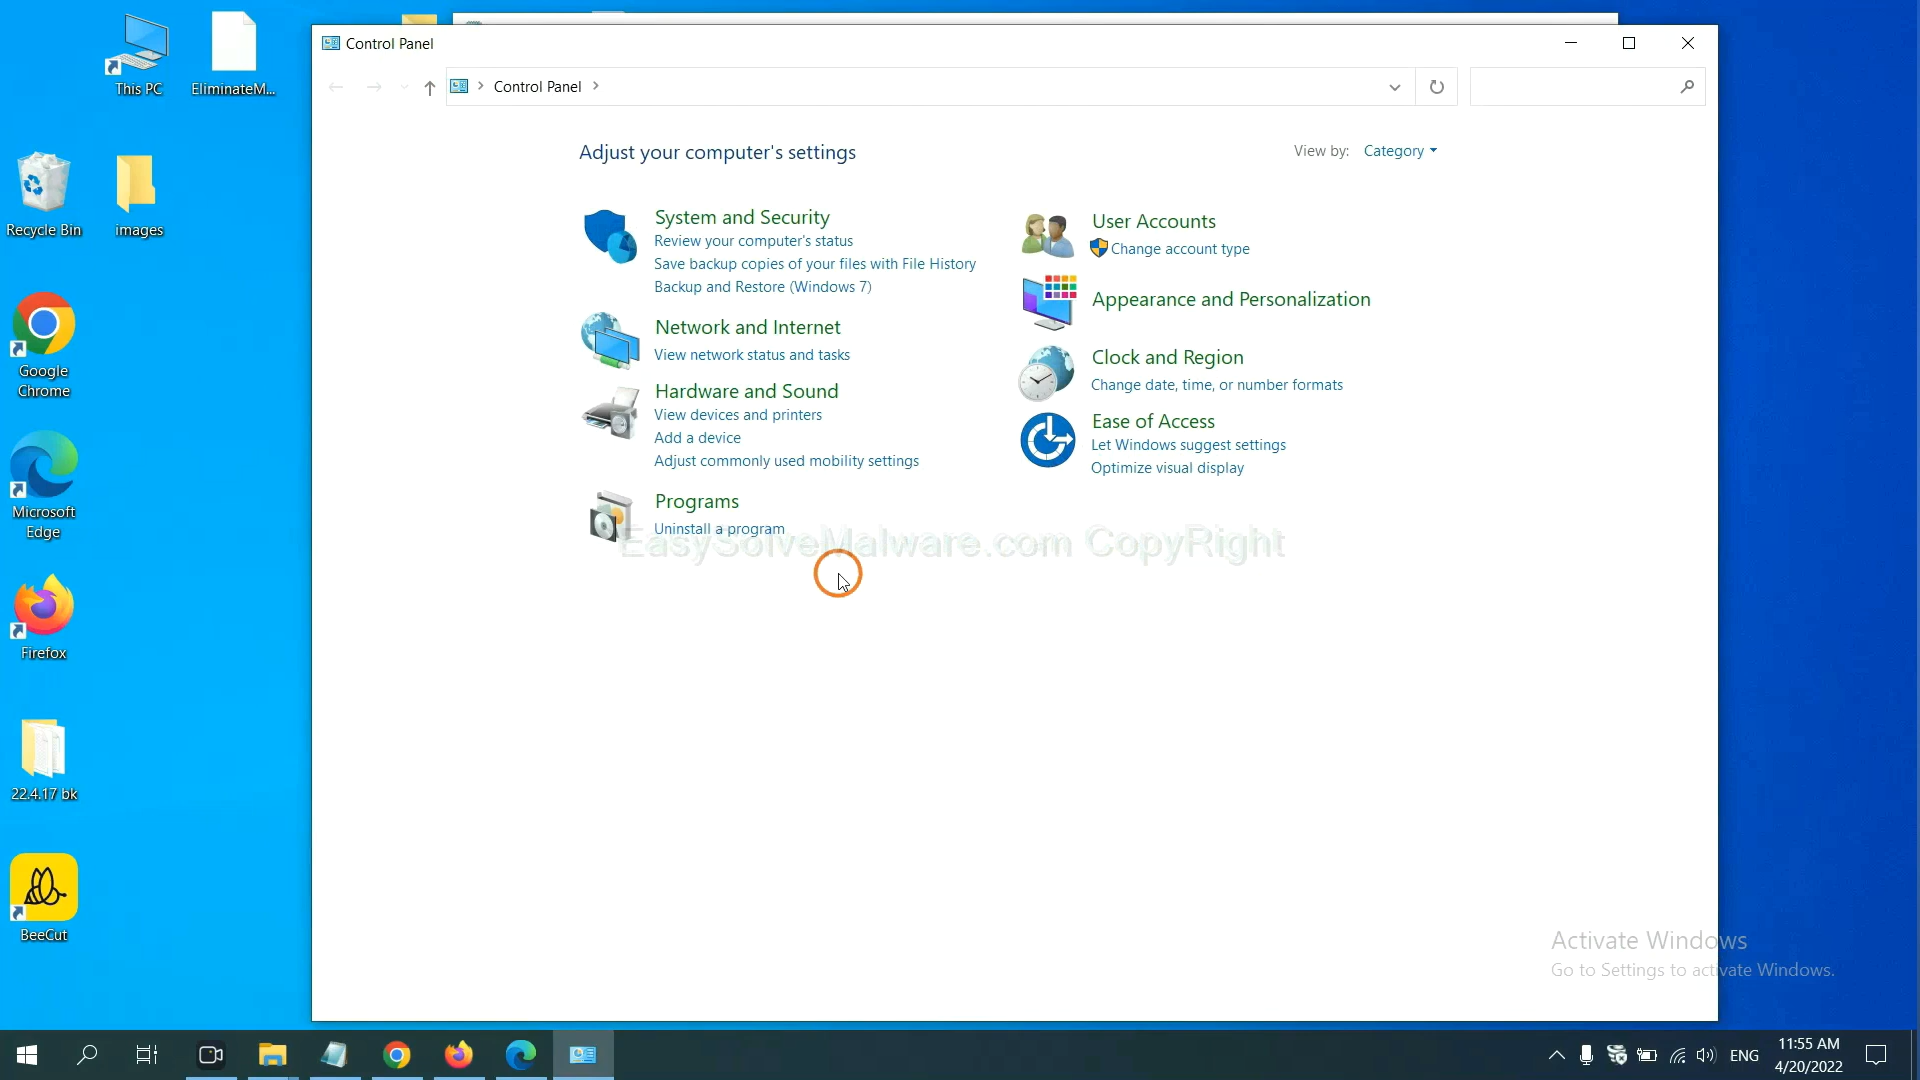 This PC
EliminateM...
Recycle Bin
images
Google
Chrome
Microsoft
Edge
Firefox
22.4.17 bk
BeeCut
Control Panel
Control Panel
Adjust your computer's settings
View by: Category
System and Security
Review your computer's status
Save backup copies of your files with File History
Backup and Restore (Windows 7)
Network and Internet
View network status and tasks
Hardware and Sound
View devices and printers
Add a device
Adjust commonly used mobility settings
Programs
Uninstall a program
User Accounts
Change account type
Appearance and Personalization
Clock and Region
Change date, time, or number formats
Ease of Access
Let Windows suggest settings
Optimize visual display
EasySolveMalware.com CopyRight
Activate Windows
Go to Settings to activate Windows.
ENG
11:55 AM
4/20/2022